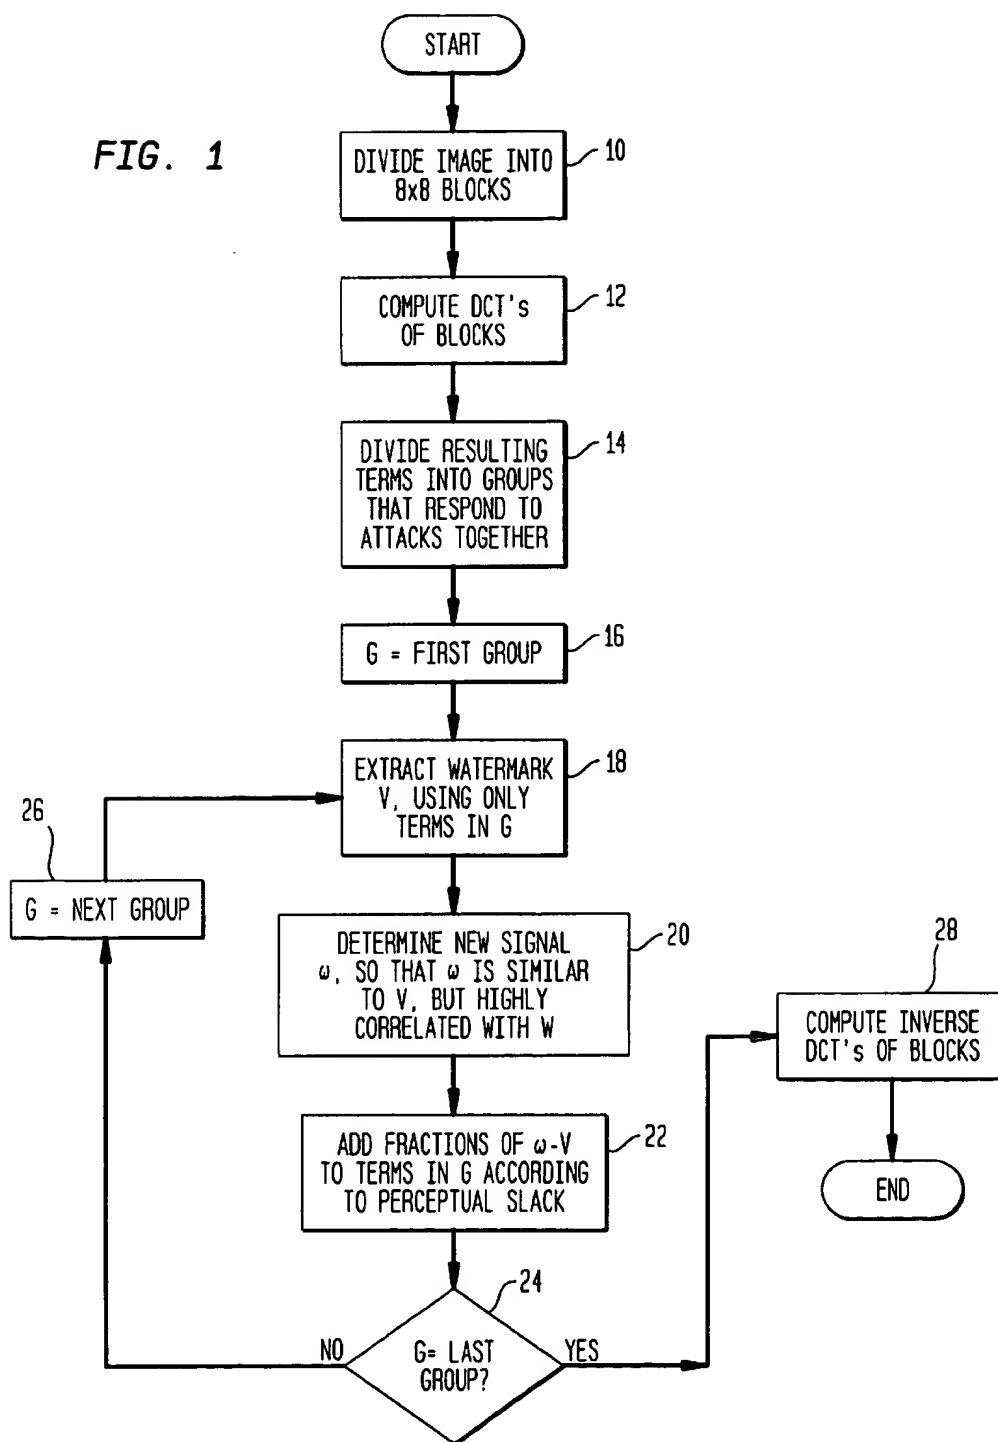 START
FIG. 1
10
DIVIDE IMAGE INTO
8x8 BLOCKS
12
COMPUTE DCT's
OF BLOCKS
14
DIVIDE RESULTING
TERMS INTO GROUPS
THAT RESPOND TO
ATTACKS TOGETHER
16
G = FIRST GROUP
18
EXTRACT WATERMARK
V, USING ONLY
TERMS IN G
26
G = NEXT GROUP
20
DETERMINE NEW SIGNAL
ω, SO THAT ω IS SIMILAR
TO V, BUT HIGHLY
CORRELATED WITH W
28
COMPUTE INVERSE
DCT's OF BLOCKS
22
ADD FRACTIONS OF ω-V
TO TERMS IN G ACCORDING
TO PERCEPTUAL SLACK
END
24
NO
G= LAST
GROUP?
YES